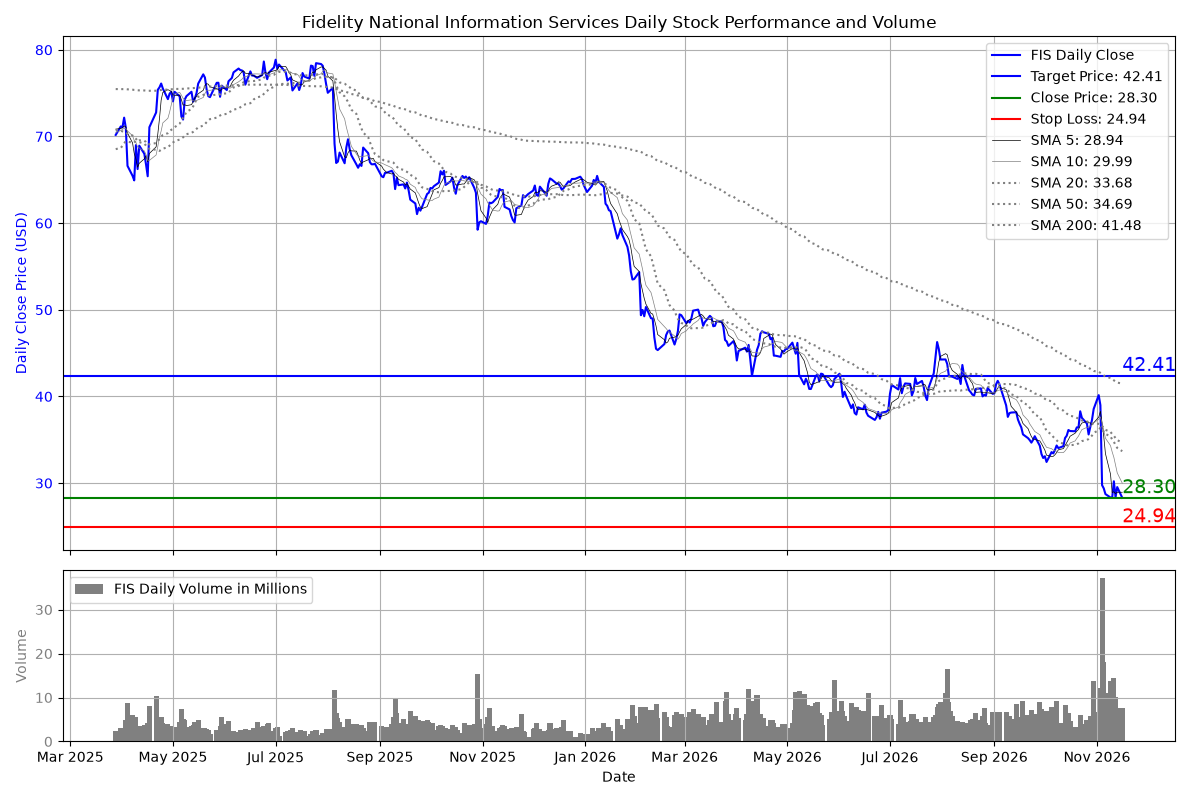 Fidelity National Information Services Daily Stock Performance and Volume
Daily Close Price (USD)
80
70
60
50
40
30
FIS Daily Close
Target Price: 42.41
Close Price: 28.30
Stop Loss: 24.94
SMA 5: 28.94
SMA 10: 29.99
SMA 20: 33.68
SMA 50: 34.69
SMA 200: 41.48
42.41
28.30
24.94
FIS Daily Volume in Millions
Volume
30
20
10
0
Mar 2025 May 2025 Jul 2025 Sep 2025 Nov 2025 Jan 2026 Mar 2026 May 2026 Jul 2026 Sep 2026 Nov 2026
Date